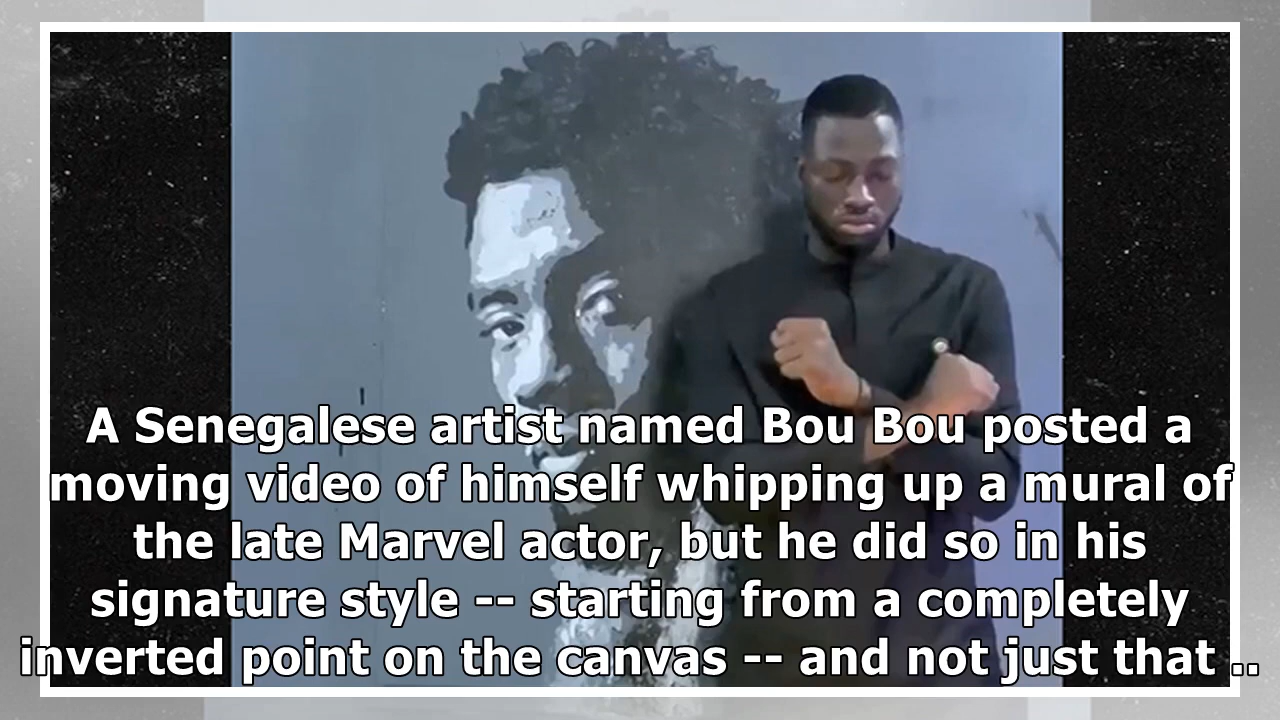 A Senegalese artist named Bou Bou posted a
moving video of himself whipping up a mural of
the late Marvel actor, but he did so in his
signature style -- starting from a completely
inverted point on the canvas -- and not just that ..